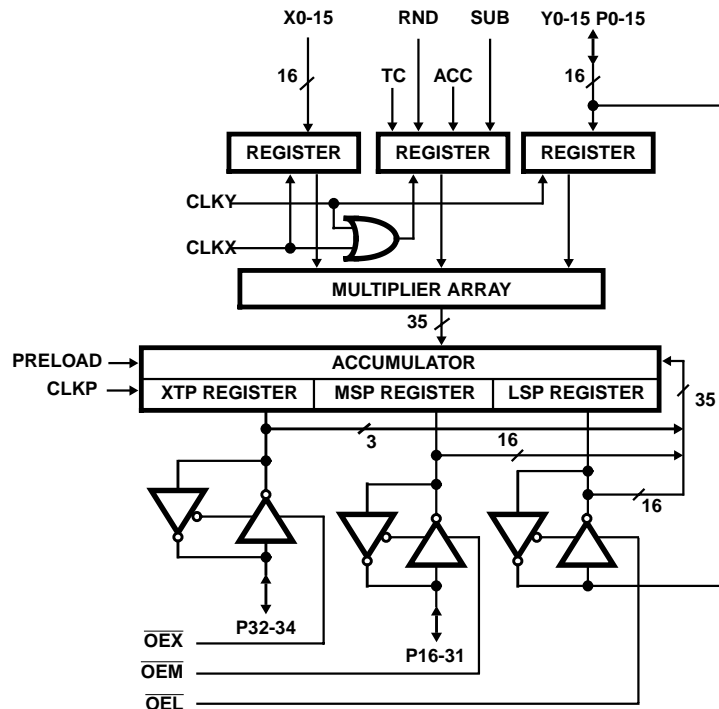 X0-15 RND SUB Y0-15 P0-15
16 TC ACC 16
REGISTER REGISTER REGISTER
CLKY
CLKX
MULTIPLIER ARRAY
35
PRELOAD ACCUMULATOR
CLKP XTP REGISTER MSP REGISTER LSP REGISTER 35
3 16
16
P32-34
OEX
P16-31
OEM
OEL